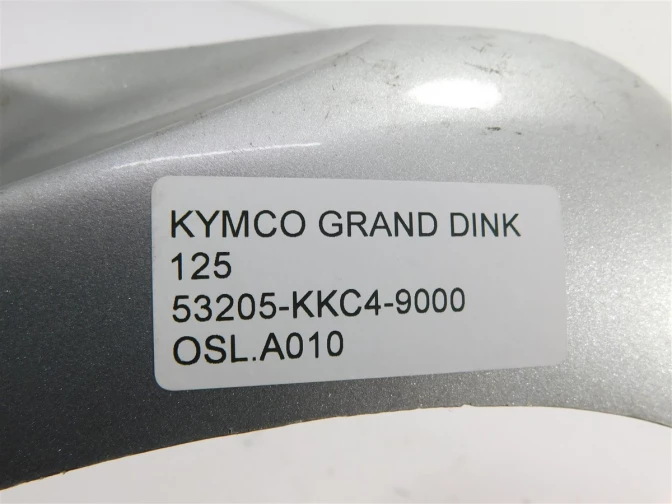 KYMCO GRAND DINK
125
53205-KKC4-9000
OSL.A010